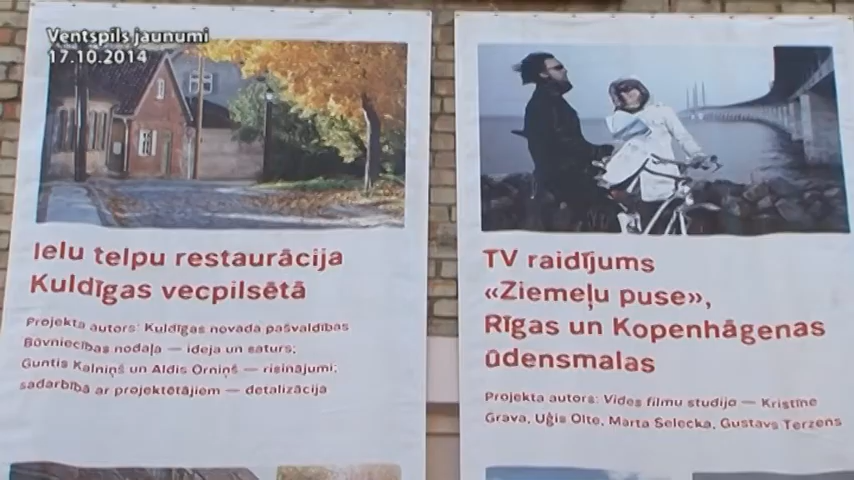 Ventspils jaunumi
17.10.2014
Ielu telpu restaurācija
Kuldīgas vecpilsētā
Projekta autors: Kuldīgas novada pašvaldības
Būvniecības nodaļa — ideja un saturs;
Guntis Kalniņš un Aldis Orniņš — risinājumi;
sadarbībā ar projektētājiem — detalizācija
TV raidījums
«Ziemeļu puse»,
Rīgas un Kopenhāgenas
ūdensmalas
Projekta autors: Vides filmu studija — Kristīne
Grava, Uģis Olte, Marta Selecka, Gustavs Terzens